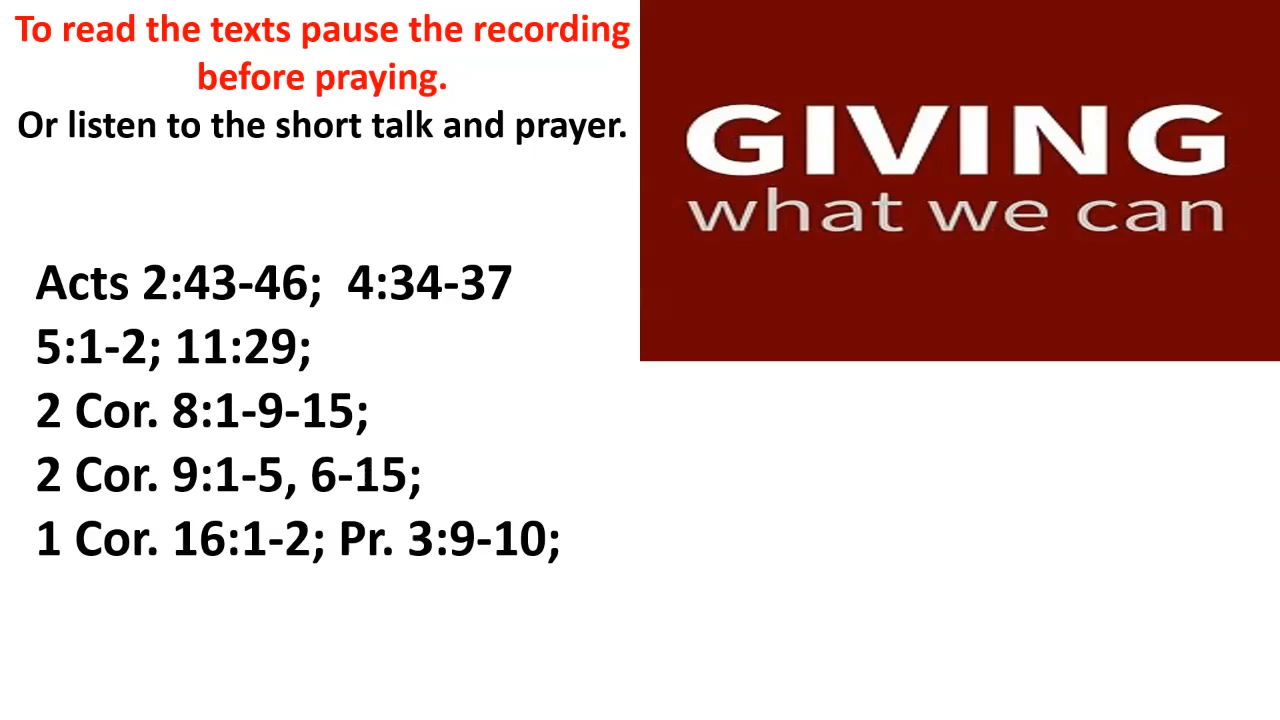 To read the texts pause the recording
before praying.
Or listen to the short talk and prayer.
GIVING
what we can
Acts 2:43-46;  4:34-37
5:1-2; 11:29;
2 Cor. 8:1-9-15;
2 Cor. 9:1-5, 6-15;
1 Cor. 16:1-2; Pr. 3:9-10;